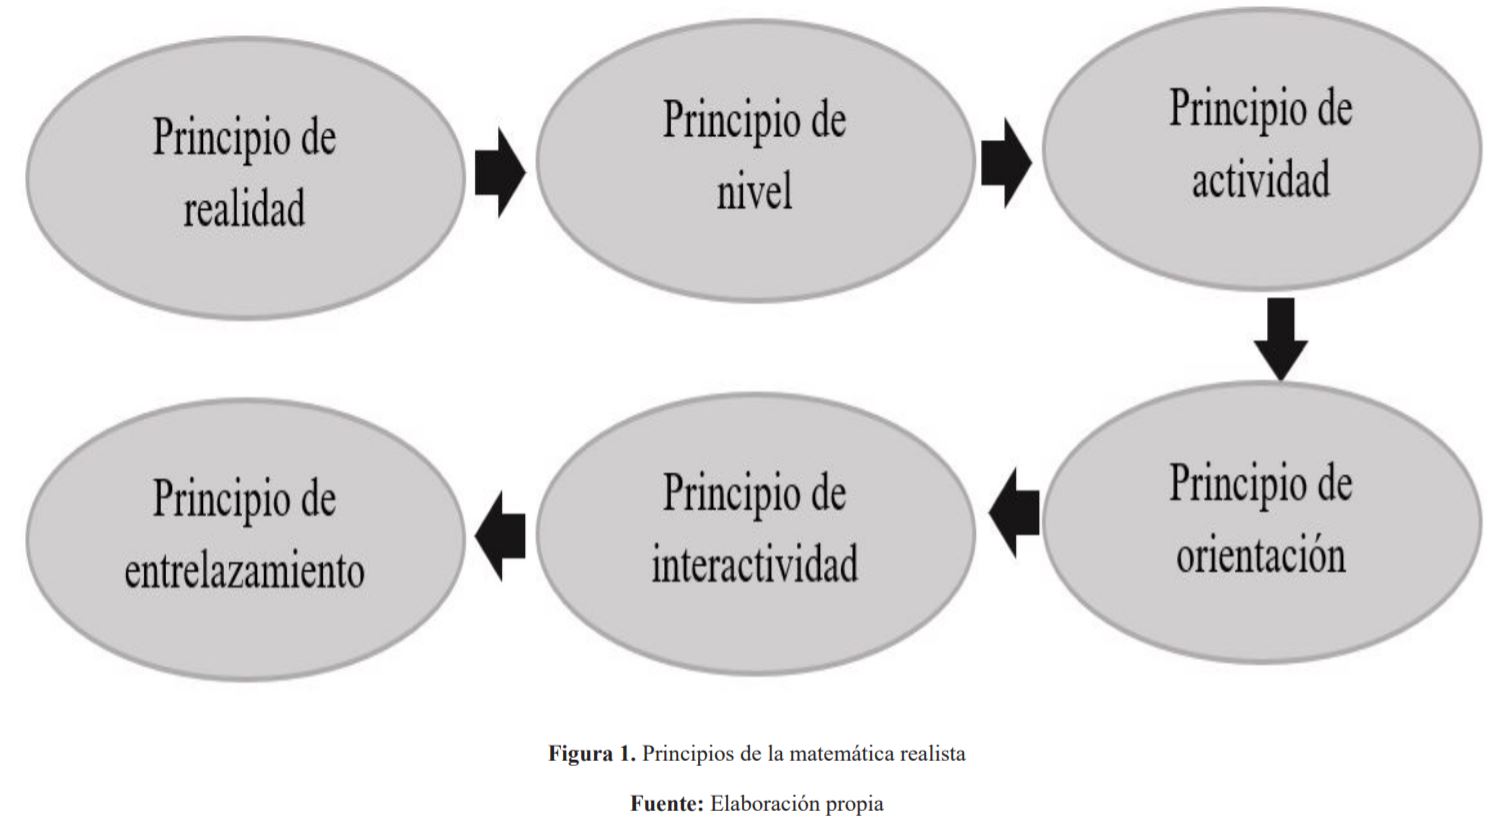 Principio de
realidad
Principio de
nivel
Principio de
actividad
Principio de
orientación
Principio de
interactividad
Principio de
entrelazamiento
Figura 1. Principios de la matemática realista
Fuente: Elaboración propia